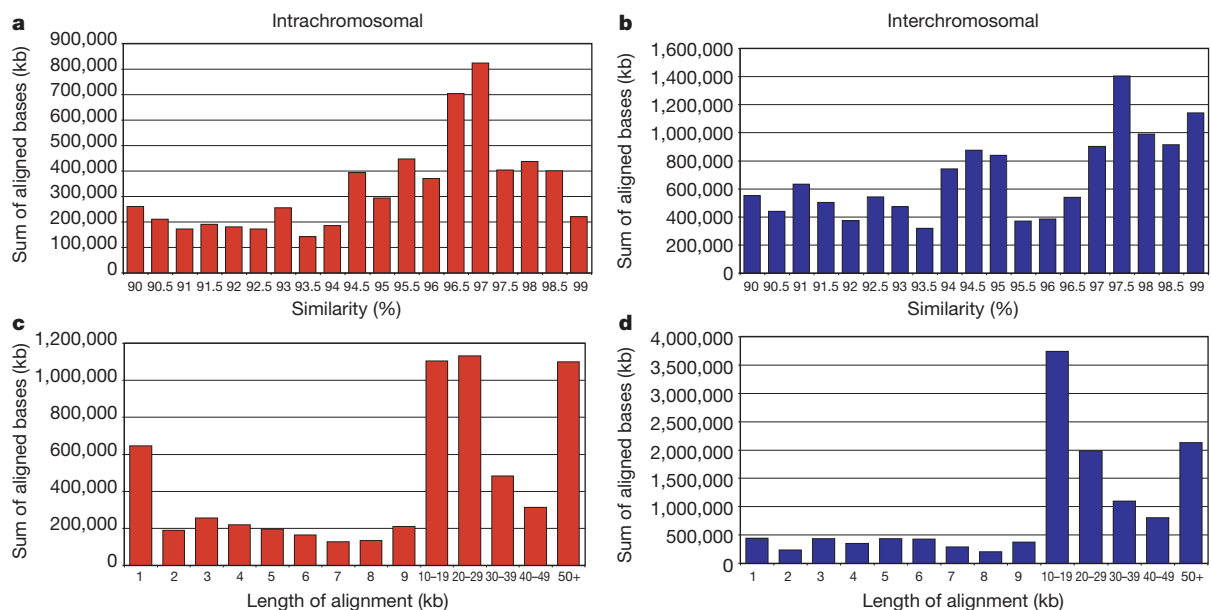 a
Intrachromosomal
Sum of aligned bases (kb)
900,000
800,000
700,000
600,000
500,000
400,000
300,000
200,000
100,000
0
90 90.5 91 91.5 92 92.5 93 93.5 94 94.5 95 95.5 96 96.5 97 97.5 98 98.5 99
Similarity (%)
b
Interchromosomal
Sum of aligned bases (kb)
1,600,000
1,400,000
1,200,000
1,000,000
800,000
600,000
400,000
200,000
0
90 90.5 91 91.5 92 92.5 93 93.5 94 94.5 95 95.5 96 96.5 97 97.5 98 98.5 99
Similarity (%)
c
Sum of aligned bases (kb)
1,200,000
1,000,000
800,000
600,000
400,000
200,000
0
1 2 3 4 5 6 7 8 9 10–19 20–29 30–39 40–49 50+
Length of alignment (kb)
d
Sum of aligned bases (kb)
4,000,000
3,500,000
3,000,000
2,500,000
2,000,000
1,500,000
1,000,000
500,000
0
1 2 3 4 5 6 7 8 9 10–19 20–29 30–39 40–49 50+
Length of alignment (kb)